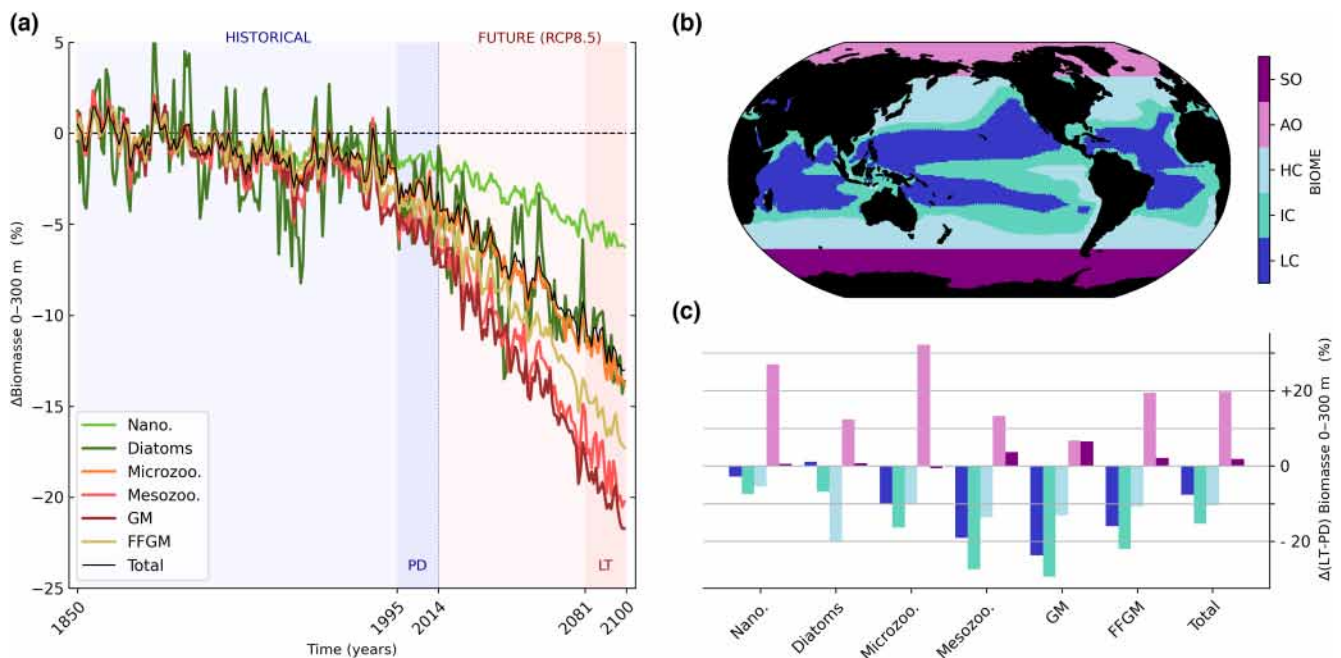 (a)
HISTORICAL
FUTURE (RCP8.5)
ΔBiomasse 0−300 m (%)
5
0
−5
−10
−15
−20
−25
Nano.
Diatoms
Microzoo.
Mesozoo.
GM
FFGM
Total
PD
LT
1850
1995
2014
2081
2100
Time (years)
(b)
SO
AO
HC
IC
LC
BIOME
(c)
+20
0
- 20
Δ(LT-PD) Biomasse 0−300 m (%)
Nano.
Diatoms
Microzoo.
Mesozoo.
GM
FFGM
Total